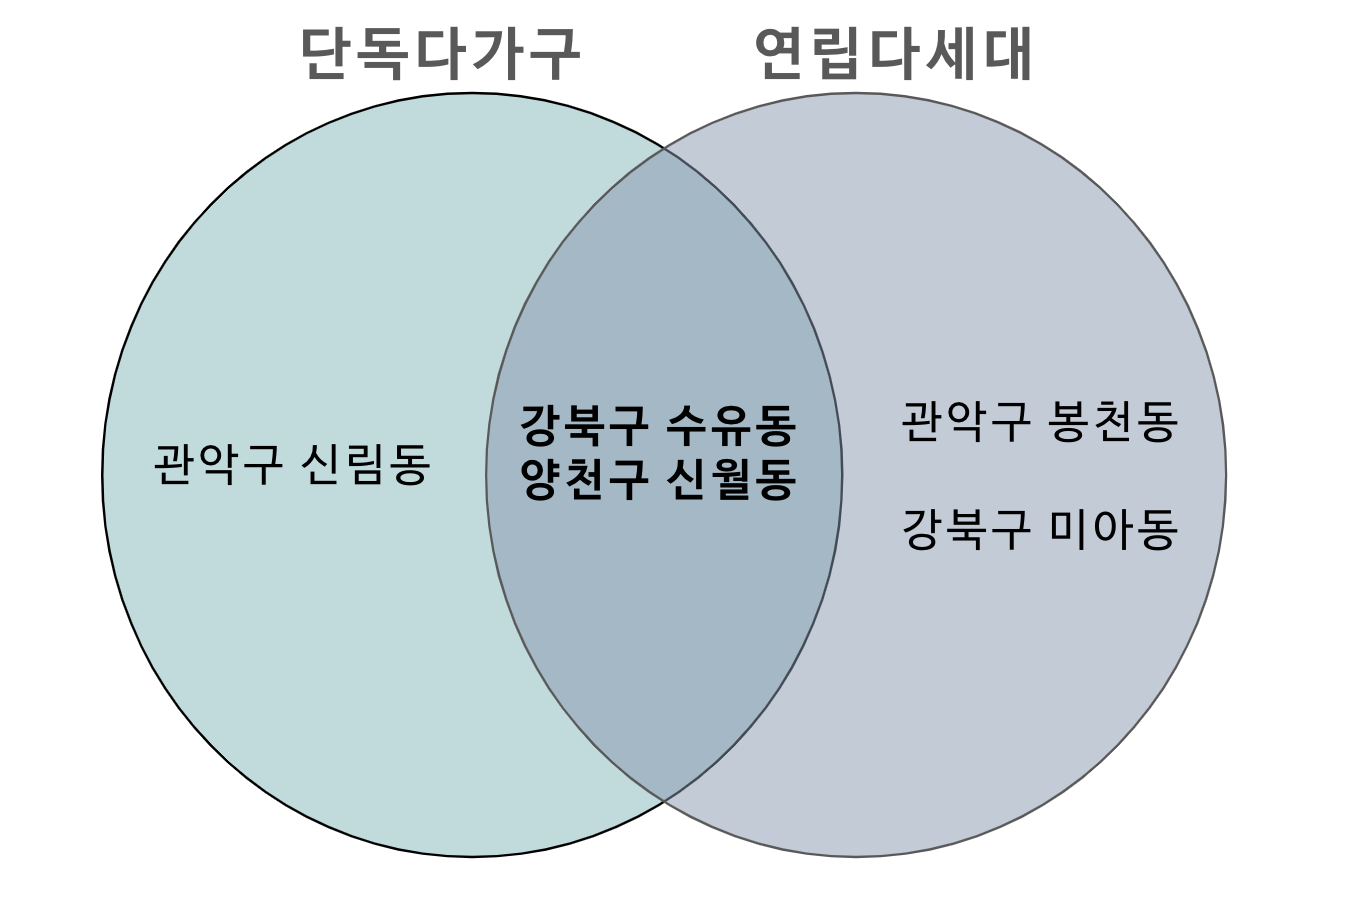 단독다가구
연립다세대
관악구 신림동
강북구 수유동
양천구 신월동
관악구 봉천동
강북구 미아동